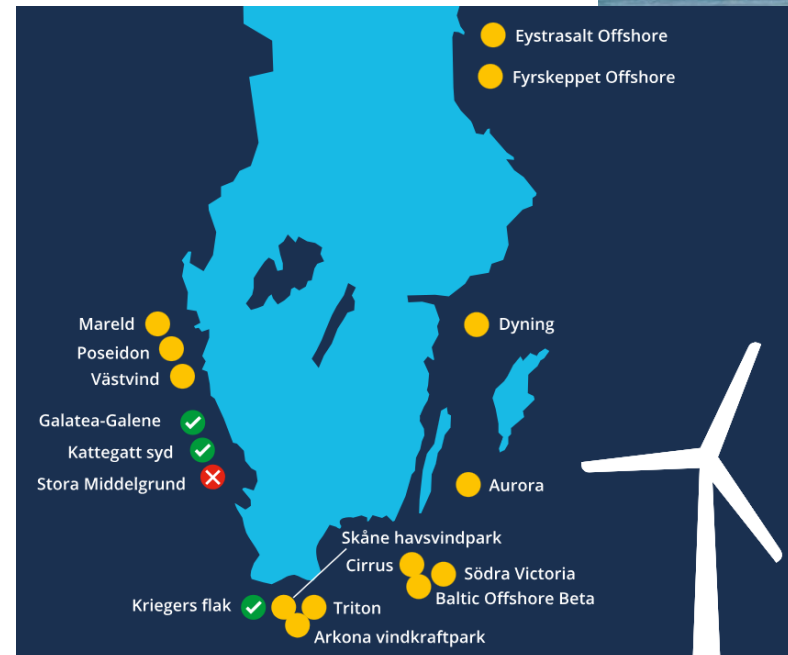 Eystrasalt Offshore
Fyrskeppet Offshore
Mareld
Dyning
Poseidon
Västvind
Galatea-Galene
Kattegatt syd
Stora Middelgrund
Aurora
Skåne havsvindpark
Cirrus
Södra Victoria
Baltic Offshore Beta
Kriegers flak
Triton
Arkona vindkraftpark